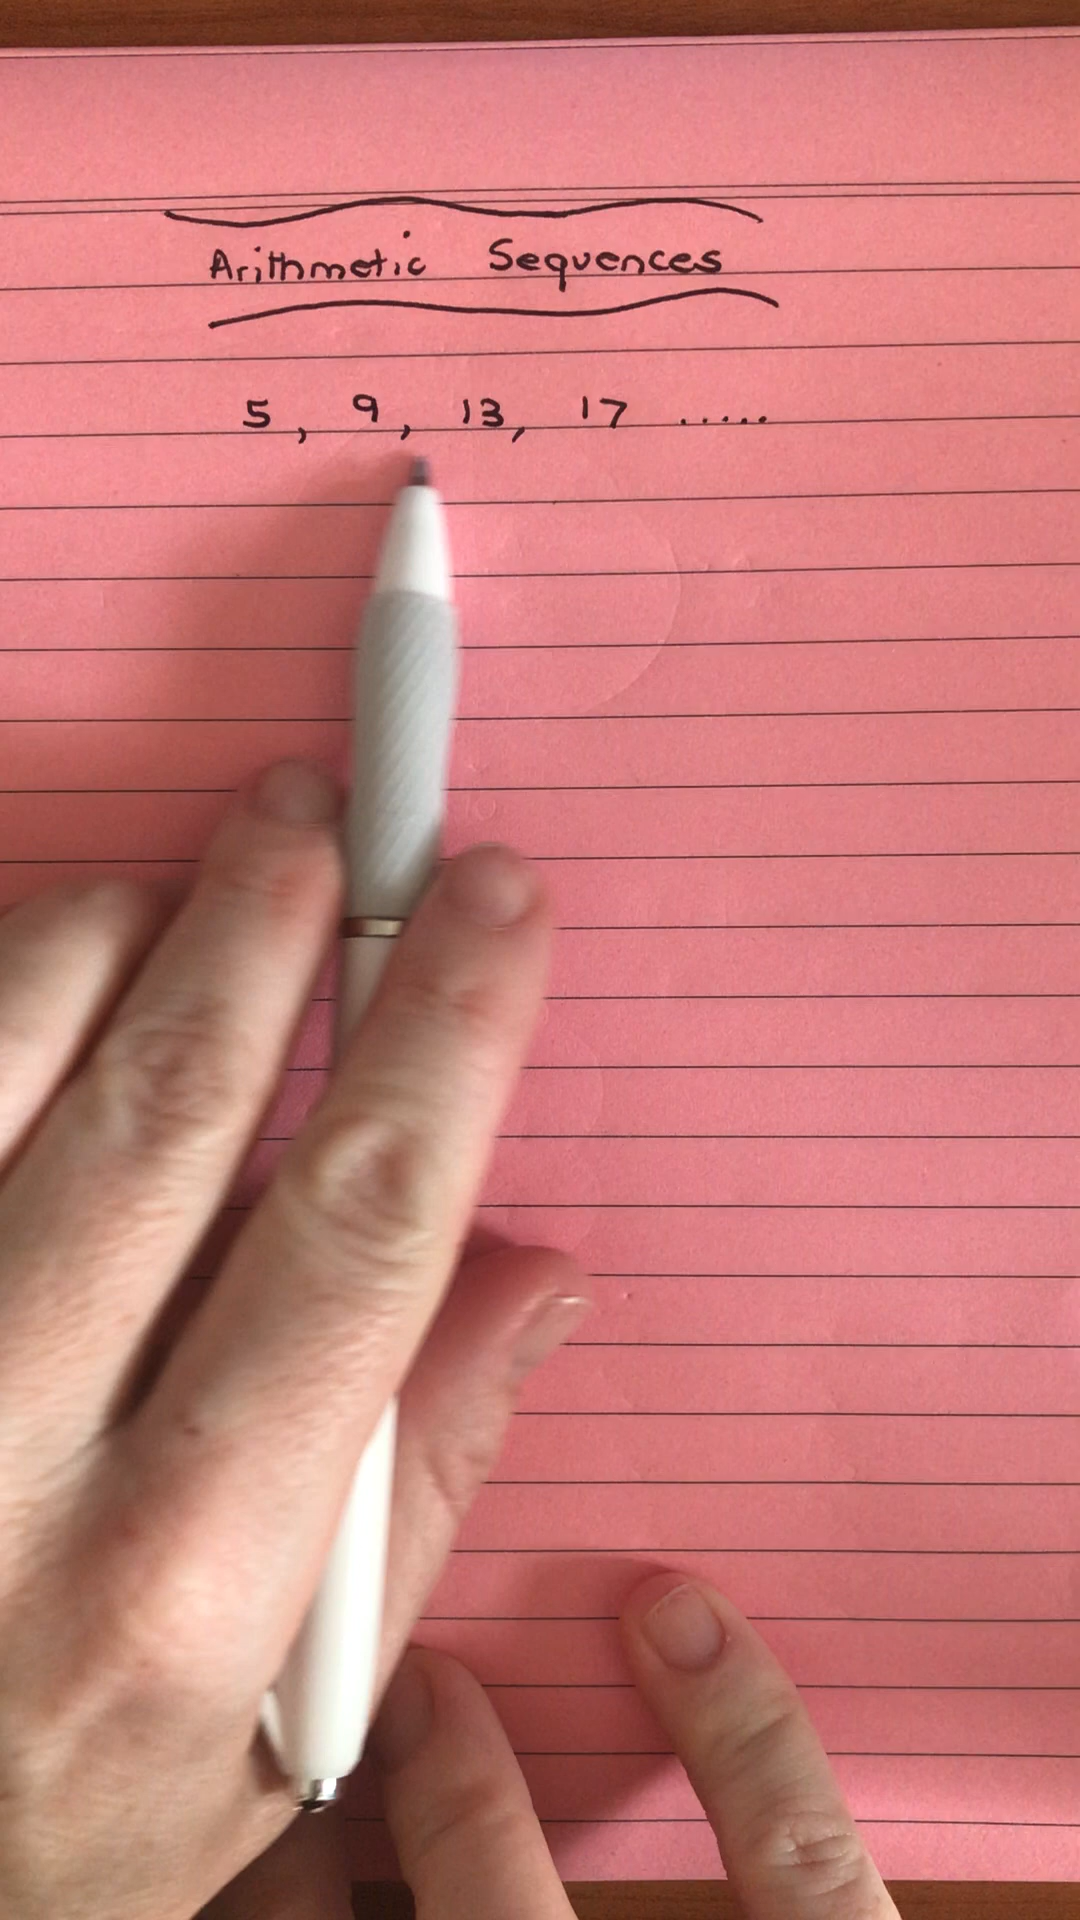 Arithmetic Sequences
5, 9, 13, 17 .....